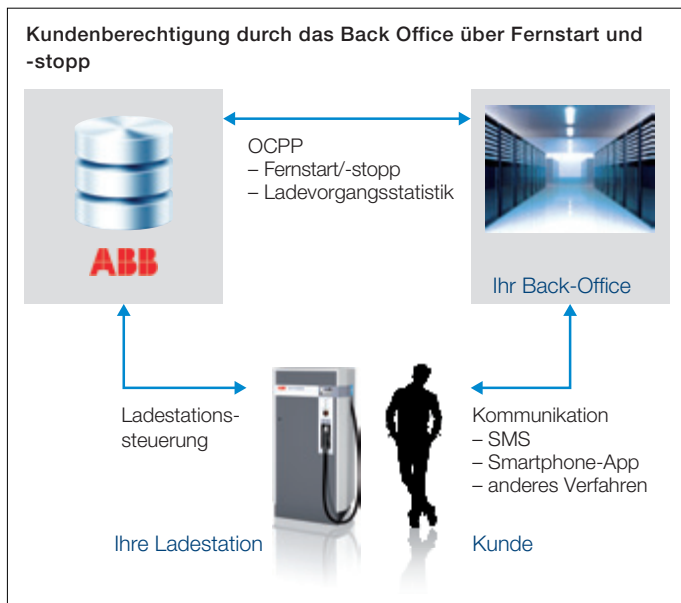 Kundenberechtigung durch das Back Office über Fernstart und
-stopp
OCPP
– Fernstart/-stopp
– Ladevorgangsstatistik
ABB
Ihr Back-Office
Ladestations-
steuerung
Kommunikation
– SMS
– Smartphone-App
– anderes Verfahren
Ihre Ladestation
Kunde